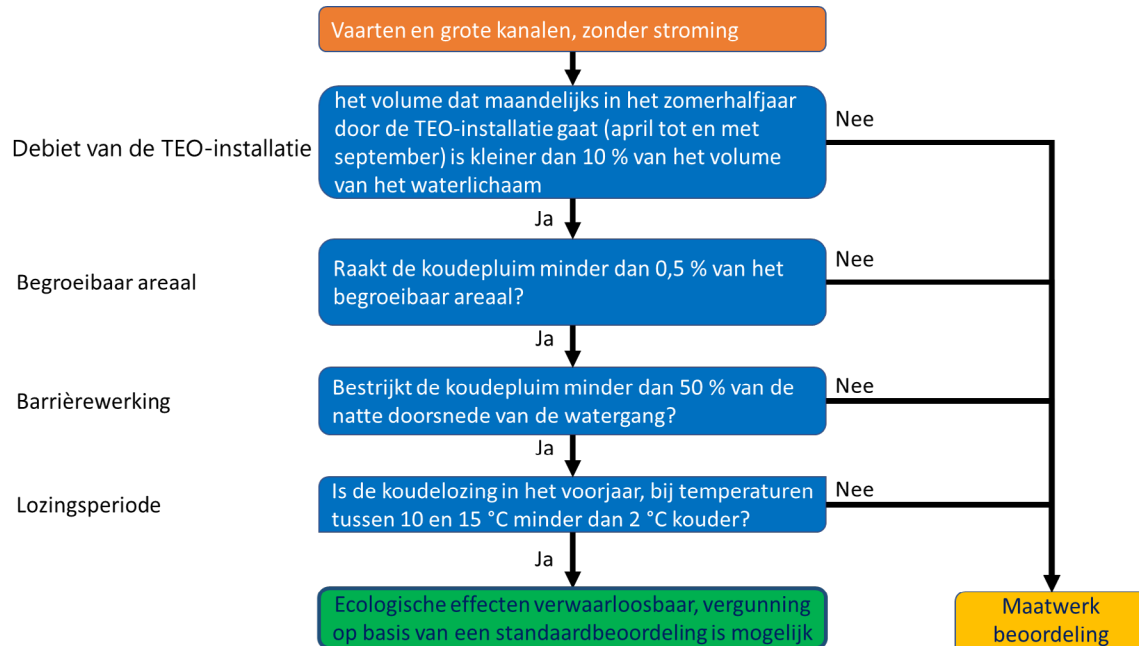 Vaarten en grote kanalen, zonder stroming
Debiet van de TEO-installatie
het volume dat maandelijks in het zomerhalfjaar
door de TEO-installatie gaat (april tot en met
september) is kleiner dan 10 % van het volume
van het waterlichaam
Nee
Ja
Begroeibaar areaal
Raakt de koudepluim minder dan 0,5 % van het
begroeibaar areaal?
Nee
Ja
Barrièrewerking
Bestrijkt de koudepluim minder dan 50 % van de
natte doorsnede van de watergang?
Nee
Ja
Lozingsperiode
Is de koudelozing in het voorjaar, bij temperaturen
tussen 10 en 15 °C minder dan 2 °C kouder?
Nee
Ja
Ecologische effecten verwaarloosbaar, vergunning
op basis van een standaardbeoordeling is mogelijk
Maatwerk
beoordeling